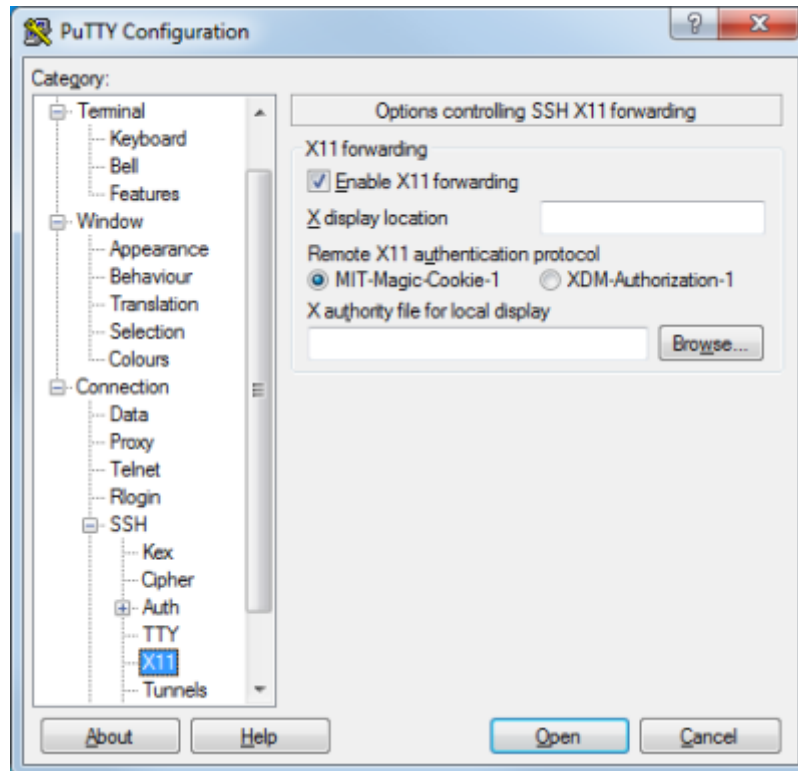 PuTTY Configuration
Category:
Terminal
Keyboard
Bell
Features
Window
Appearance
Behaviour
Translation
Selection
Colours
Connection
Data
Proxy
Telnet
Rlogin
SSH
Kex
Cipher
Auth
TTY
X11
Tunnels
Options controlling SSH X11 forwarding
X11 forwarding
Enable X11 forwarding
X display location
Remote X11 authentication protocol
MIT-Magic-Cookie-1 XDM-Authorization-1
X authority file for local display
Browse...
About Help Open Cancel